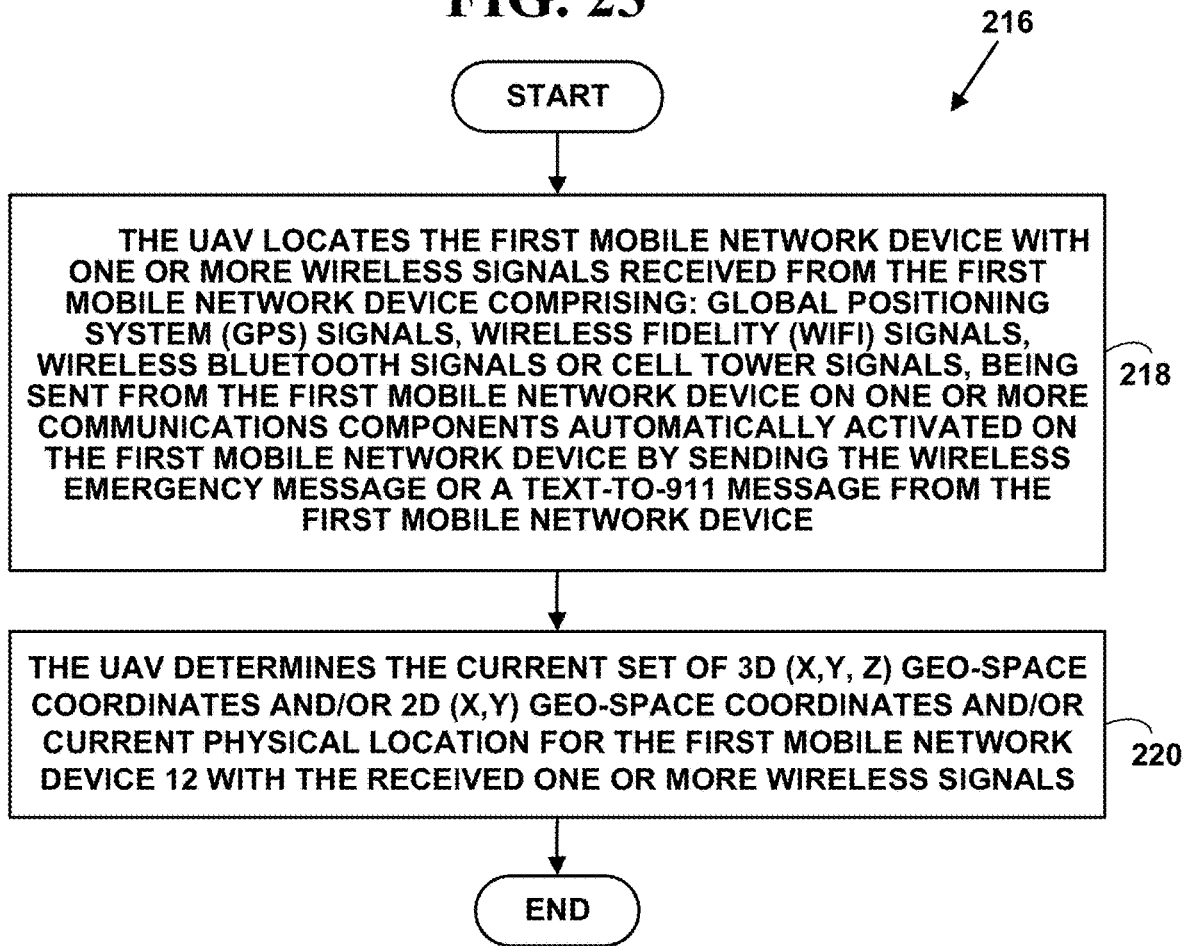 FIG. 23
216
START
THE UAV LOCATES THE FIRST MOBILE NETWORK DEVICE WITH
ONE OR MORE WIRELESS SIGNALS RECEIVED FROM THE FIRST
MOBILE NETWORK DEVICE COMPRISING: GLOBAL POSITIONING
SYSTEM (GPS) SIGNALS, WIRELESS FIDELITY (WIFI) SIGNALS,
WIRELESS BLUETOOTH SIGNALS OR CELL TOWER SIGNALS, BEING
SENT FROM THE FIRST MOBILE NETWORK DEVICE ON ONE OR MORE
COMMUNICATIONS COMPONENTS AUTOMATICALLY ACTIVATED ON
THE FIRST MOBILE NETWORK DEVICE BY SENDING THE WIRELESS
EMERGENCY MESSAGE OR A TEXT-TO-911 MESSAGE FROM THE
FIRST MOBILE NETWORK DEVICE
218
THE UAV DETERMINES THE CURRENT SET OF 3D (X,Y, Z) GEO-SPACE
COORDINATES AND/OR 2D (X,Y) GEO-SPACE COORDINATES AND/OR
CURRENT PHYSICAL LOCATION FOR THE FIRST MOBILE NETWORK
DEVICE 12 WITH THE RECEIVED ONE OR MORE WIRELESS SIGNALS
220
END